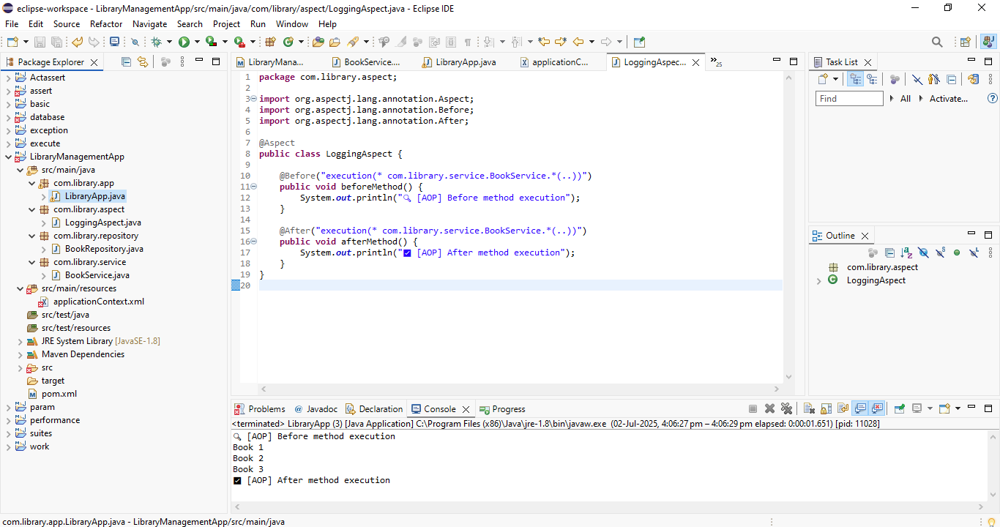 eclipse-workspace - LibraryManagementApp/src/main/java/com/library/aspect/LoggingAspect.java - Eclipse IDE
File Edit Source Refactor Navigate Search Project Run Window Help
Package Explorer
Actassert
assert
basic
database
exception
execute
LibraryManagementApp
src/main/java
com.library.app
LibraryApp.java
com.library.aspect
LoggingAspect.java
com.library.repository
BookRepository.java
com.library.service
BookService.java
src/main/resources
applicationContext.xml
src/test/java
src/test/resources
JRE System Library [JavaSE-1.8]
Maven Dependencies
src
target
pom.xml
param
performance
suites
work
LibraryMana... BookService.... LibraryApp.java applicationC... LoggingAspec... »25
1 package com.library.aspect;
2
3 import org.aspectj.lang.annotation.Aspect;
4 import org.aspectj.lang.annotation.Before;
5 import org.aspectj.lang.annotation.After;
6
7 @Aspect
8 public class LoggingAspect {
9
10 @Before("execution(* com.library.service.BookService.*(..))")
11 public void beforeMethod() {
12 System.out.println("🔍 [AOP] Before method execution");
13 }
14
15 @After("execution(* com.library.service.BookService.*(..))")
16 public void afterMethod() {
17 System.out.println("✅ [AOP] After method execution");
18 }
19 }
20
Task List
Find All Activate...
Outline
com.library.aspect
LoggingAspect
Problems Javadoc Declaration Console Progress
<terminated> LibraryApp (3) [Java Application] C:\Program Files (x86)\Java\jre-1.8\bin\javaw.exe (02-Jul-2025, 4:06:27 pm – 4:06:29 pm elapsed: 0:00:01.651) [pid: 11028]
🔍 [AOP] Before method execution
Book 1
Book 2
Book 3
✅ [AOP] After method execution
com.library.app.LibraryApp.java - LibraryManagementApp/src/main/java